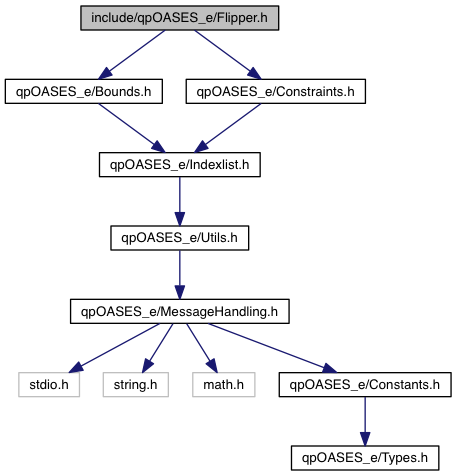 include/qpOASES_e/Flipper.h
qpOASES_e/Bounds.h
qpOASES_e/Constraints.h
qpOASES_e/Indexlist.h
qpOASES_e/Utils.h
qpOASES_e/MessageHandling.h
stdio.h
string.h
math.h
qpOASES_e/Constants.h
qpOASES_e/Types.h